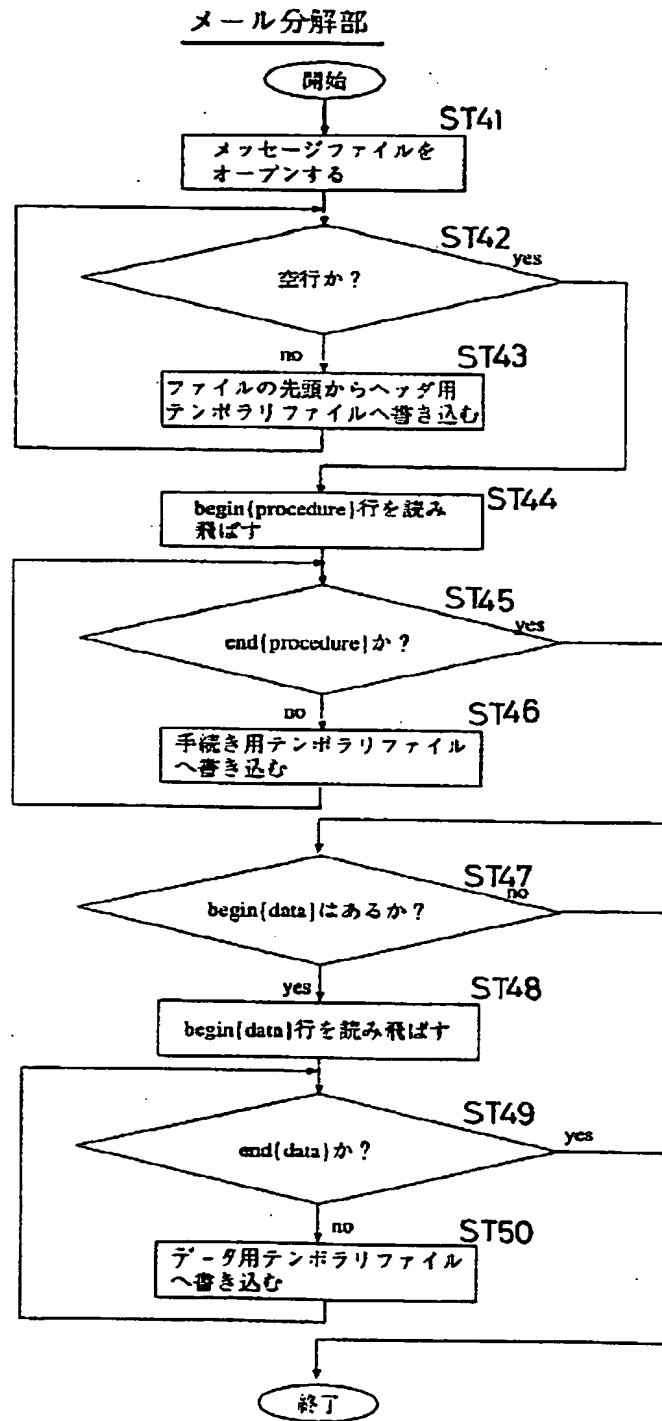 メール分解部
開始
ST41
メッセージファイルを
オープンする
ST42
yes
空行か?
no
ST43
ファイルの先頭からヘッダ用
テンポラリファイルへ書き込む
ST44
begin{procedure}行を読み
飛ばす
ST45
yes
end{procedure}か?
no
ST46
手続き用テンポラリファイル
へ書き込む
ST47
no
begin{data}はあるか?
yes
ST48
begin{data}行を読み飛ばす
ST49
yes
end{data}か?
no
ST50
データ用テンポラリファイル
へ書き込む
終了